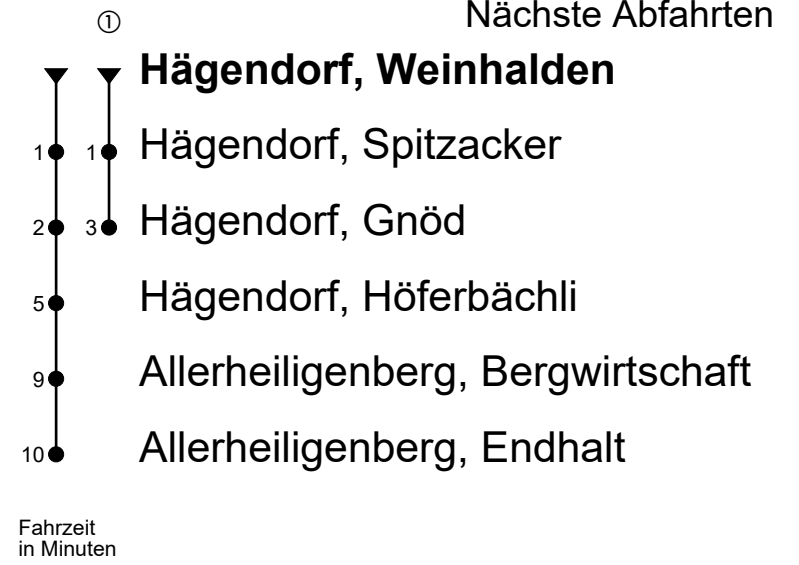 ① Nächste Abfahrten
Hägendorf, Weinhalden
1 1 Hägendorf, Spitzacker
2 3 Hägendorf, Gnöd
5 Hägendorf, Höferbächli
9 Allerheiligenberg, Bergwirtschaft
10 Allerheiligenberg, Endhalt
Fahrzeit
in Minuten